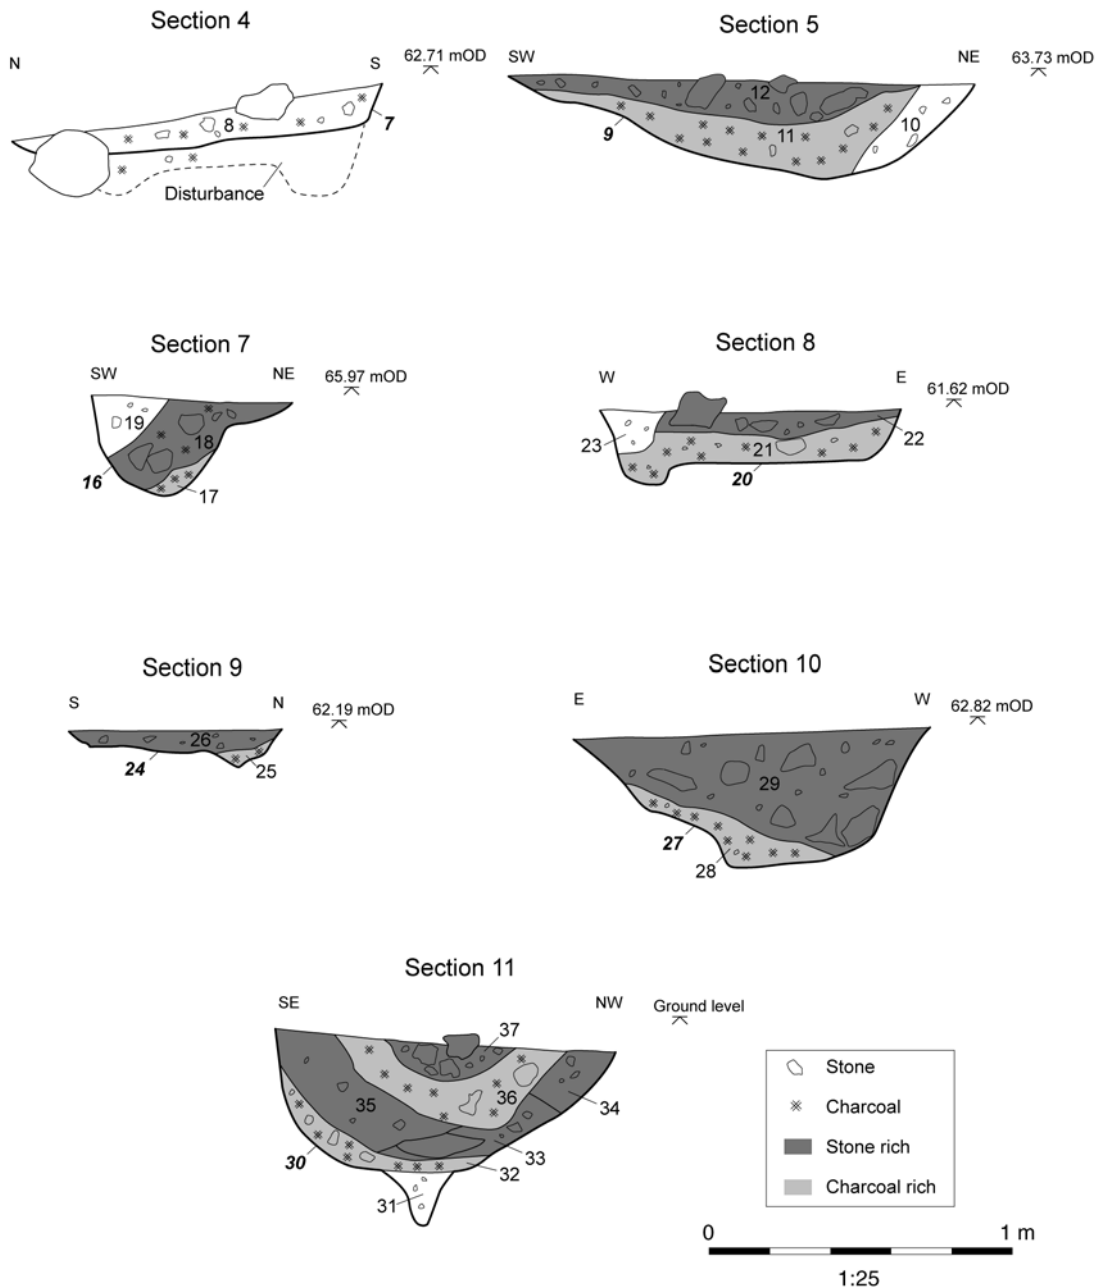 Section 4
N S 62.71 mOD
8 7
Disturbance
Section 5
SW NE 63.73 mOD
12
9 11 10
Section 7
SW NE 65.97 mOD
19
18
16 17
Section 8
W E 61.62 mOD
23 21 22
20
Section 9
S N 62.19 mOD
26
24 25
Section 10
E W 62.82 mOD
29
27
28
Section 11
SE NW Ground level
37
35 36 34
33
30 32
31
Stone
Charcoal
Stone rich
Charcoal rich
0 1 m
1:25